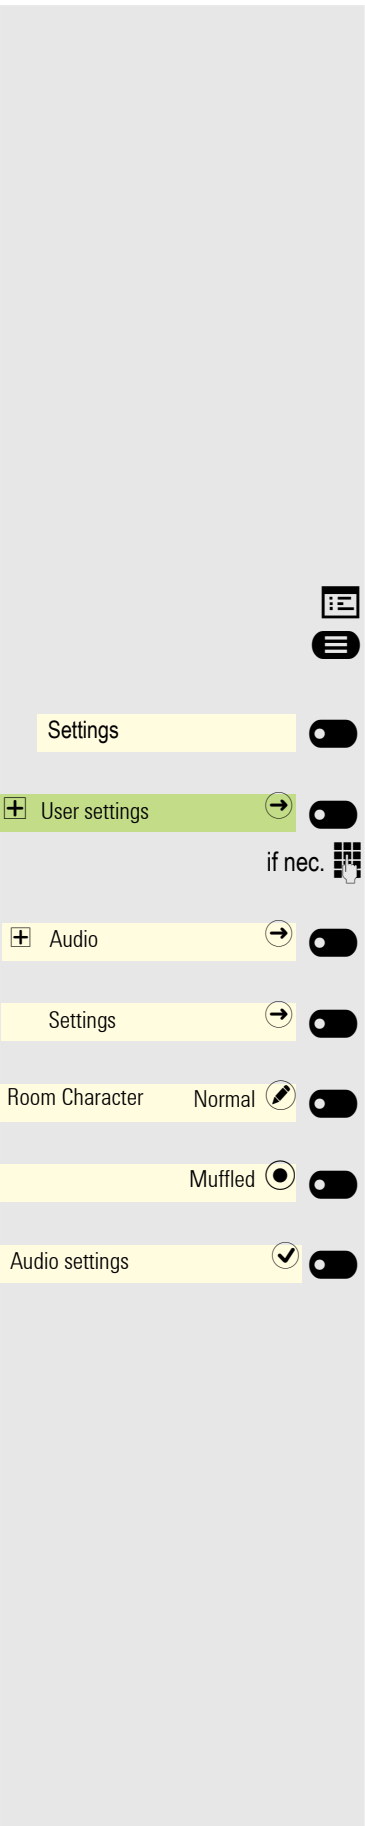 Settings
User settings
if nec.
Audio
Settings
Room Character Normal
Muffled
Audio settings